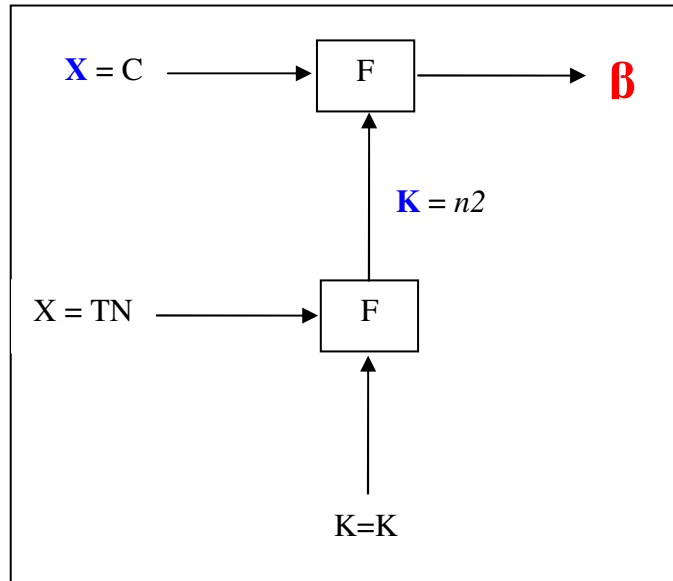 X = C
F
β
K = n2
X = TN
F
K=K